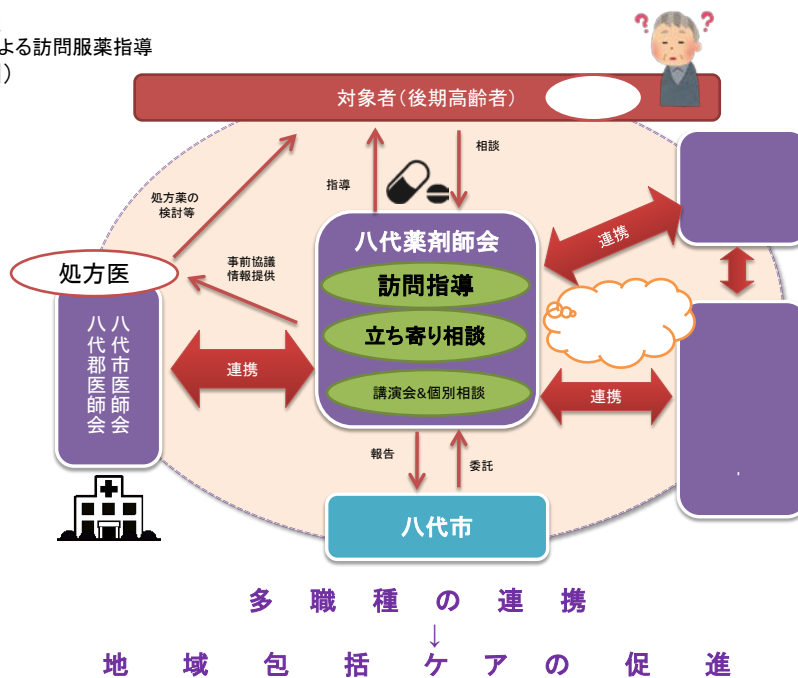 よる訪問服薬指導
)
対象者(後期高齢者)
?
?
?
相談
指導
処方薬の
検討等
八代薬剤師会
連携
処方医
事前協議
情報提供
訪問指導
立ち寄り相談
八代市医師会
八代郡医師会
連携
講演会&個別相談
連携
報告
委託
八代市
多職種の連携
↓
地域包括ケアの促進